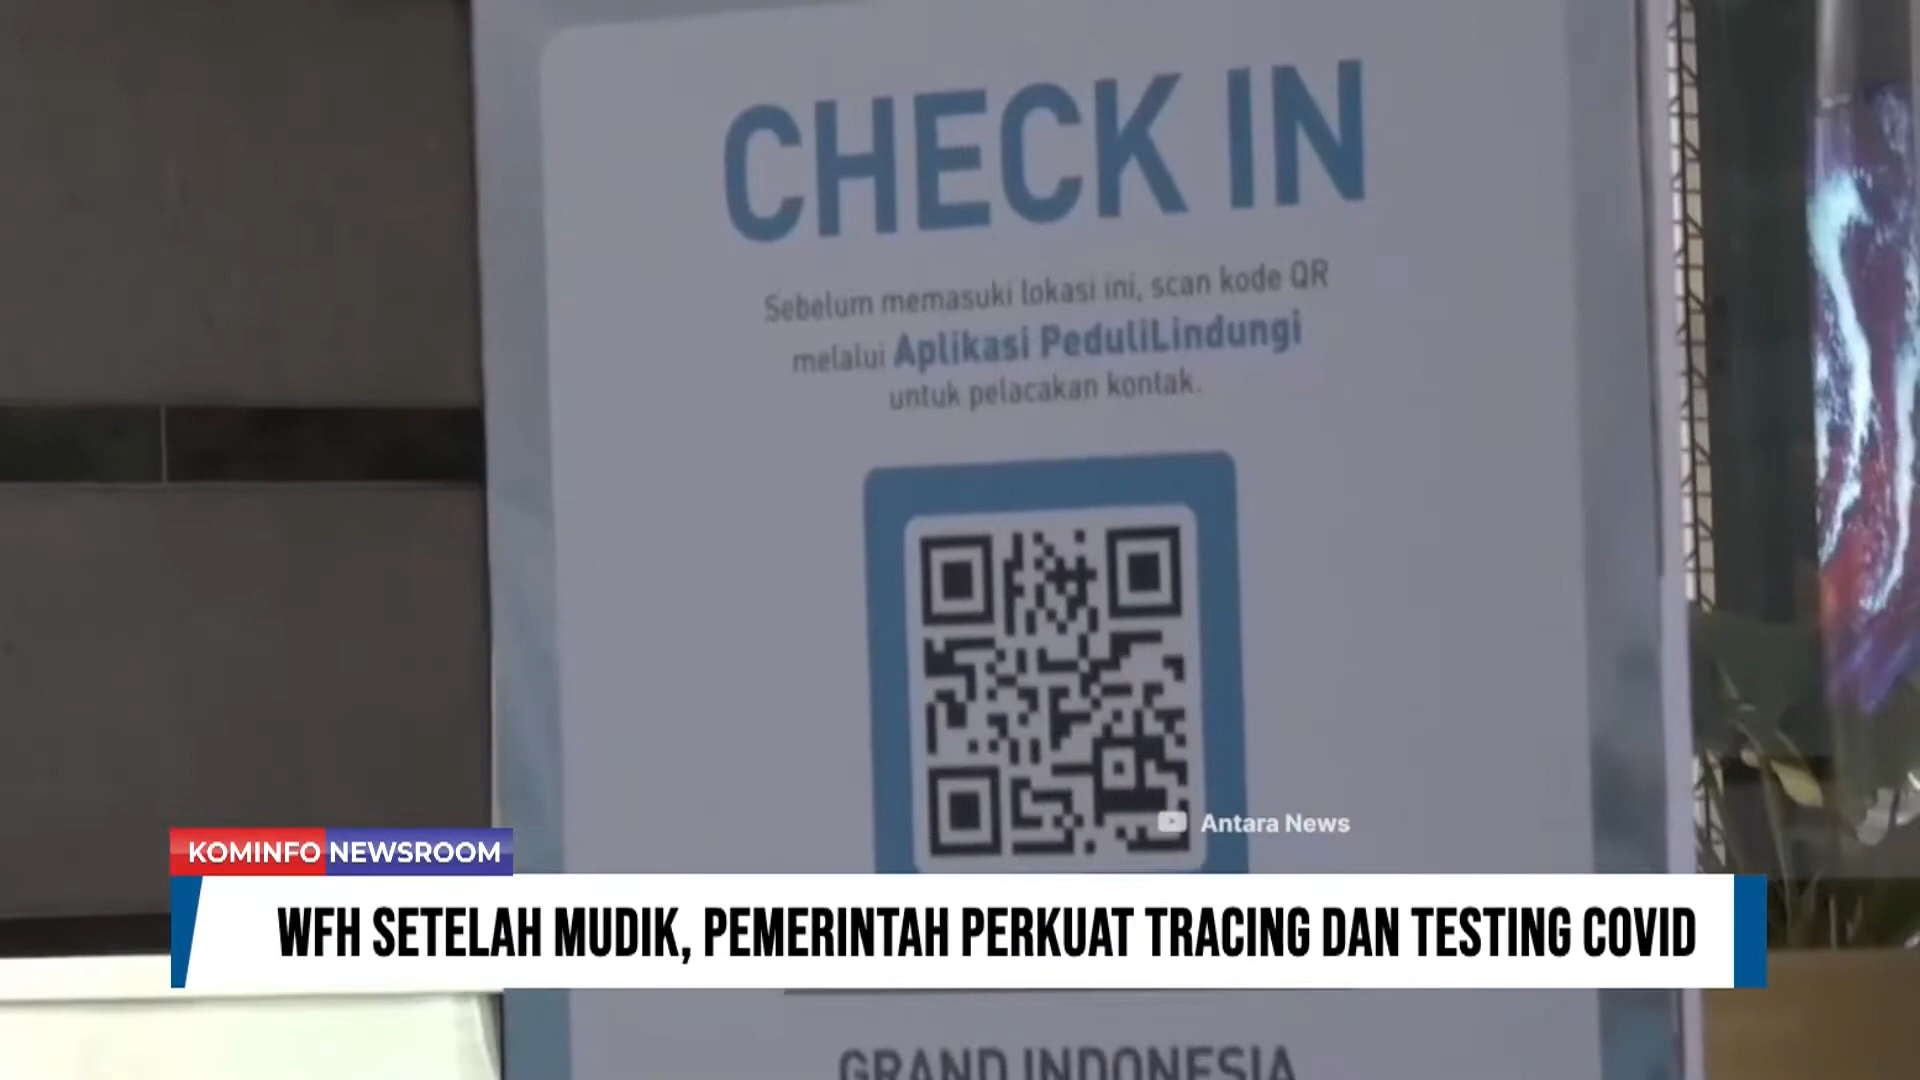 CHECK IN
Sebelum memasuki lokasi ini, scan kode QR
melalui Aplikasi PeduliLindungi
untuk pelacakan kontak.
Antara News
KOMINFO NEWSROOM
WFH SETELAH MUDIK, PEMERINTAH PERKUAT TRACING DAN TESTING COVID
GRAND INDONESIA